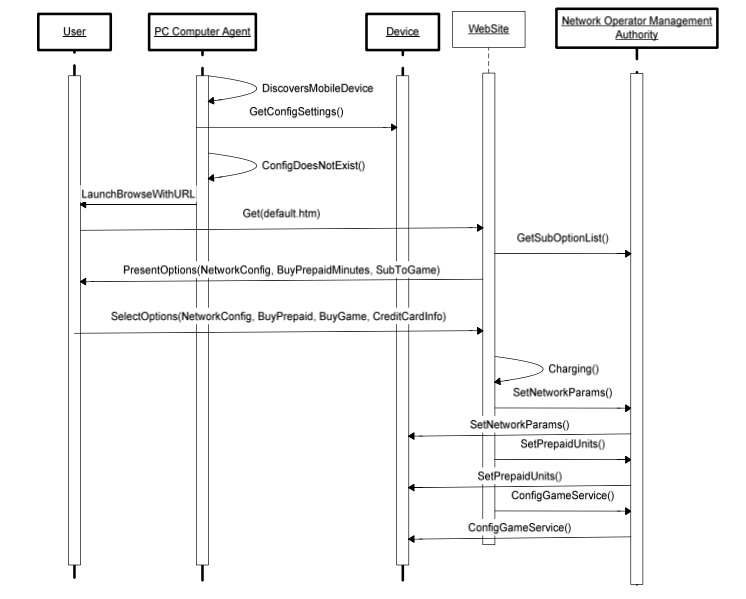 User
PC Computer Agent
Device
WebSite
Network Operator Management
Authority
DiscoversMobileDevice
GetConfigSettings()
ConfigDoesNotExist()
LaunchBrowseWithURL
Get(default.htm)
GetSubOptionList()
PresentOptions(NetworkConfig, BuyPrepaidMinutes, SubToGame)
SelectOptions(NetworkConfig, BuyPrepaid, BuyGame, CreditCardInfo)
Charging()
SetNetworkParams()
SetNetworkParams()
SetPrepaidUnits()
SetPrepaidUnits()
ConfigGameService()
ConfigGameService()